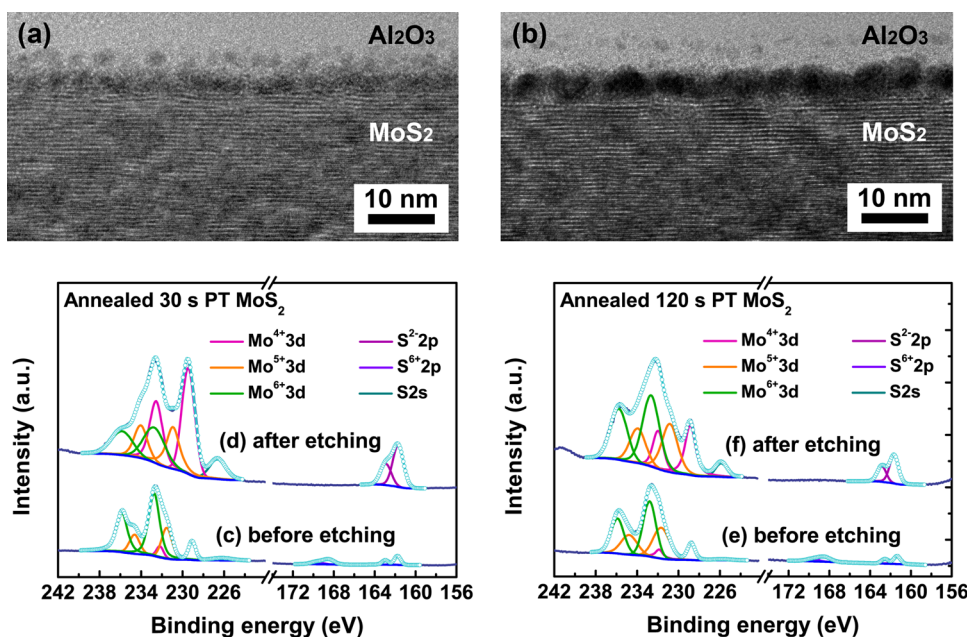 (a)
Al₂O₃
MoS₂
10 nm
(b)
Al₂O₃
MoS₂
10 nm
Annealed 30 s PT MoS₂
Mo⁴⁺3d
S²⁻2p
Mo⁵⁺3d
S⁶⁺2p
Mo⁶⁺3d
S2s
(d) after etching
(c) before etching
Intensity (a.u.)
242 238 234 230 226 172 168 164 160 156
Binding energy (eV)
Annealed 120 s PT MoS₂
Mo⁴⁺3d
S²⁻2p
Mo⁵⁺3d
S⁶⁺2p
Mo⁶⁺3d
S2s
(f) after etching
(e) before etching
Intensity (a.u.)
242 238 234 230 226 172 168 164 160 156
Binding energy (eV)